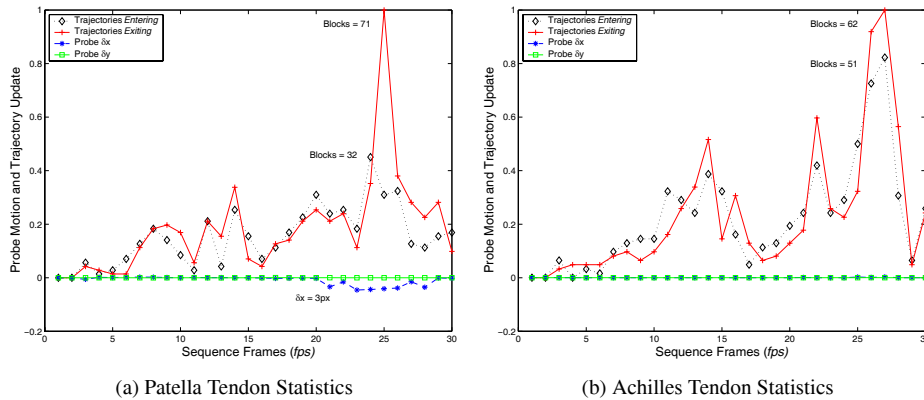 Trajectories Entering
Trajectories Exiting
Probe δx
Probe δy
Blocks = 71
Blocks = 32
δx = 3px
Probe Motion and Trajectory Update
1
0.8
0.6
0.4
0.2
0
−0.2
0
5
10
15
20
25
30
Sequence Frames (fps)
(a) Patella Tendon Statistics
Trajectories Entering
Trajectories Exiting
Probe δx
Probe δy
Blocks = 62
Blocks = 51
Probe Motion and Trajectory Update
1
0.8
0.6
0.4
0.2
0
−0.2
0
5
10
15
20
25
30
Sequence Frames (fps)
(b) Achilles Tendon Statistics